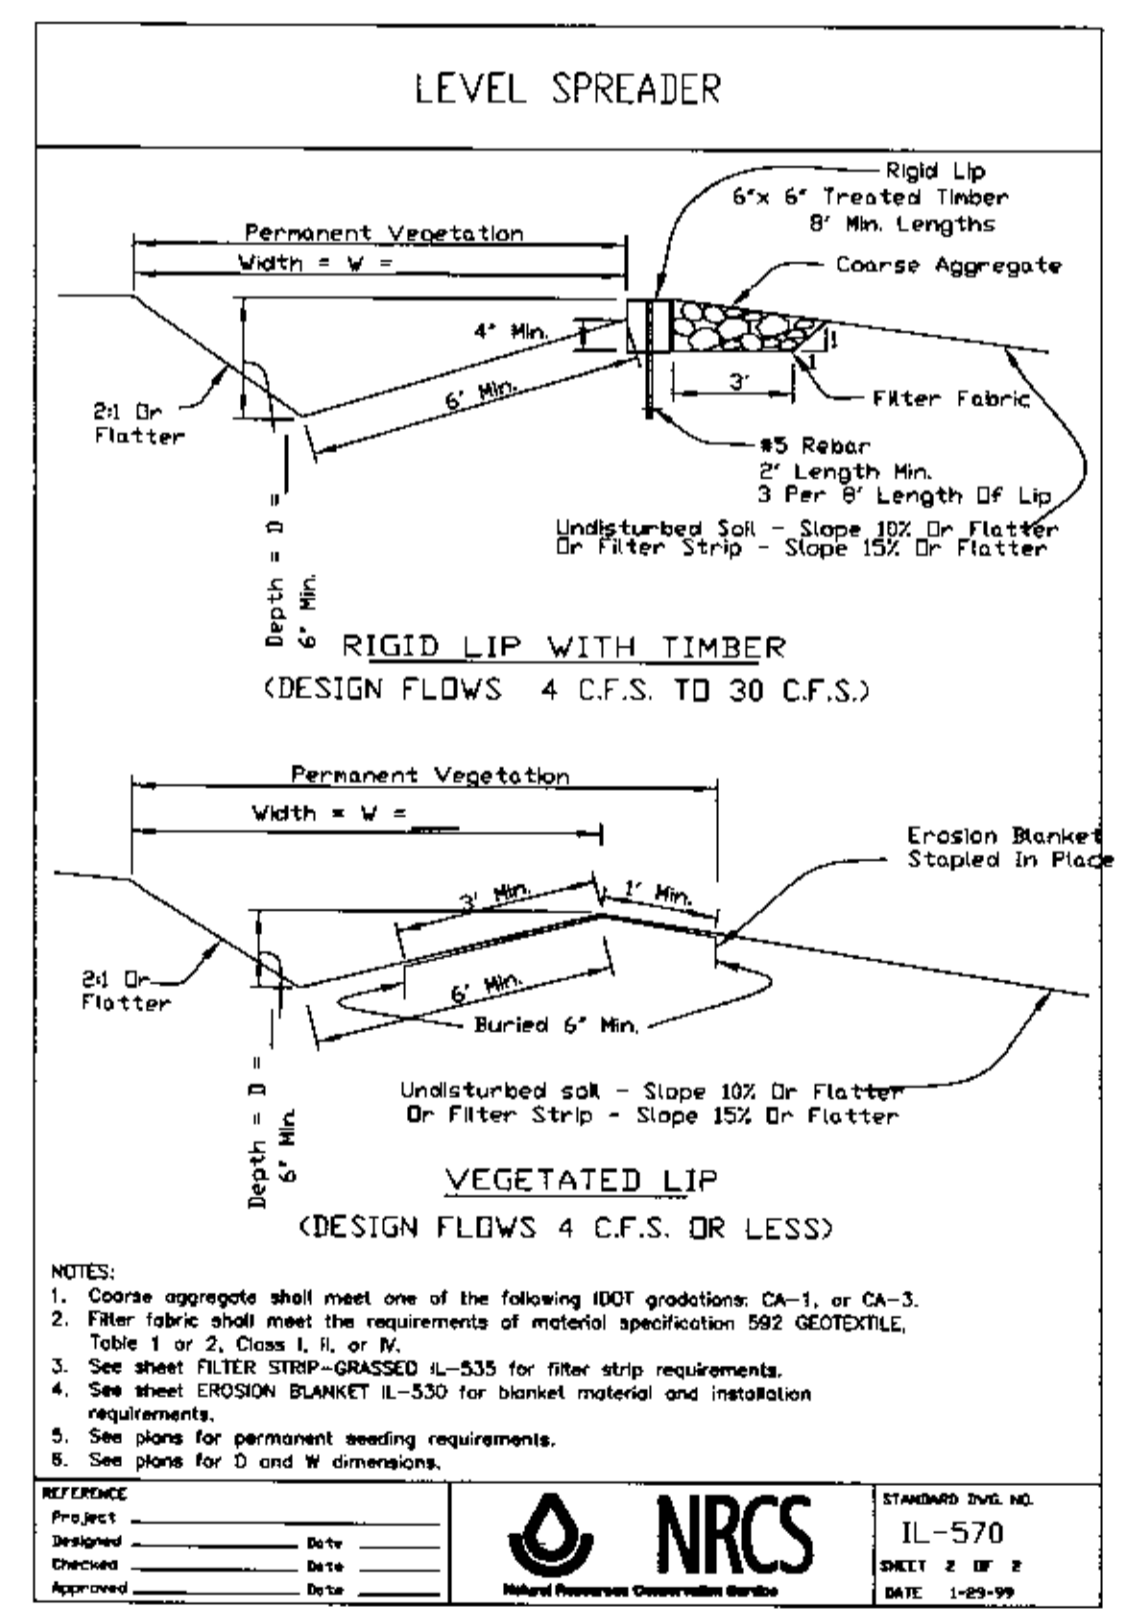 LEVEL SPREADER
Rigid Lip
6"x 6" Treated Timber
8' Min. Lengths
Permanent Vegetation
Width = W =
Coarse Aggregate
4" Min.
1
1
6' Min.
3'
2:1 Or
Flatter
Filter Fabric
#5 Rebar
2' Length Min.
3 Per 8' Length Of Lip
Undisturbed Soil - Slope 10% Or Flatter
Or Filter Strip - Slope 15% Or Flatter
Depth = D =
6" Min.
RIGID LIP WITH TIMBER
(DESIGN FLOWS 4 C.F.S. TO 30 C.F.S.)
Permanent Vegetation
Width = W =
Erosion Blanket
Stapled In Place
3' Min.
1' Min.
2:1 Or
Flatter
6' Min.
Buried 6" Min.
Depth = D =
6" Min.
Undisturbed soil - Slope 10% Or Flatter
Or Filter Strip - Slope 15% Or Flatter
VEGETATED LIP
(DESIGN FLOWS 4 C.F.S. OR LESS)
NOTES:
1. Coarse aggregate shall meet one of the following IDOT gradations: CA-1, or CA-3.
2. Filter fabric shall meet the requirements of material specification 592 GEOTEXTILE,
Table 1 or 2, Class I, II, or IV.
3. See sheet FILTER STRIP-GRASSED IL-535 for filter strip requirements.
4. See sheet EROSION BLANKET IL-530 for blanket material and installation
requirements.
5. See plans for permanent seeding requirements.
6. See plans for D and W dimensions.
REFERENCE
Project
Designed Date
Checked Date
Approved Date
NRCS
Natural Resources Conservation Service
STANDARD DWG. NO.
IL-570
SHEET 2 OF 2
DATE 1-29-99